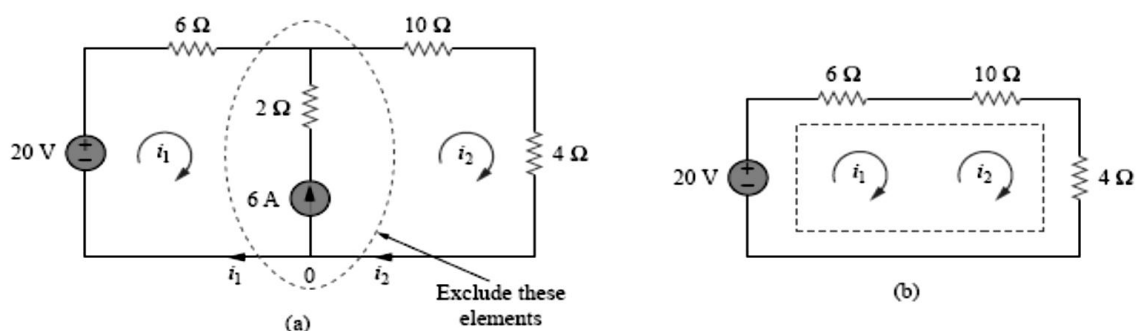 6 Ω 10 Ω
2 Ω
20 V i1 i2 4 Ω
6 A
i1 0 i2
Exclude these
elements
(a)
6 Ω 10 Ω
20 V i1 i2 4 Ω
(b)